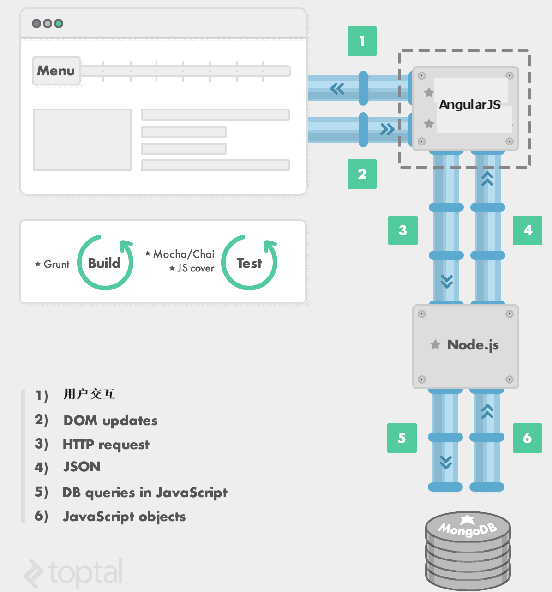 1
Menu
AngularJS
2
3
4
Grunt
Build
Mocha/Chai
JS cover
Test
Node.js
1) 用户交互
2) DOM updates
3) HTTP request
4) JSON
5) DB queries in JavaScript
6) JavaScript objects
5
6
MongoDB
toptal